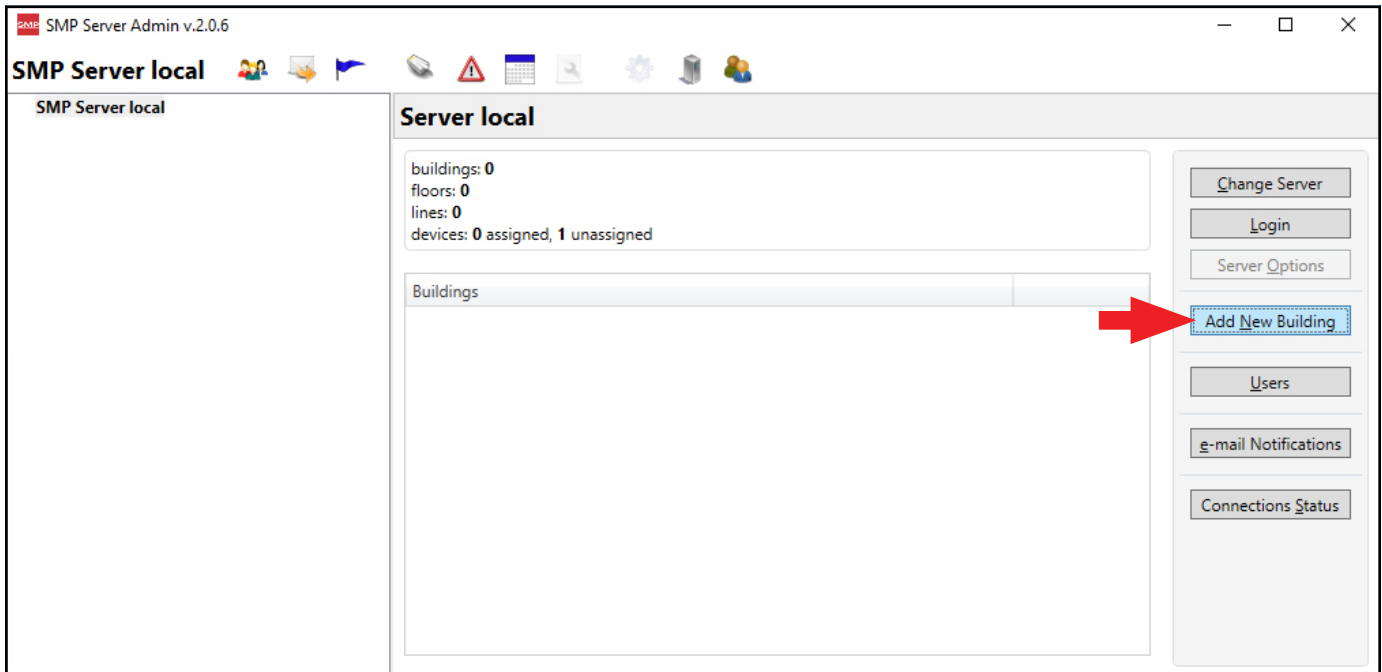 SMP SMP Server Admin v.2.0.6
SMP Server local
SMP Server local
Server local
buildings: 0
floors: 0
lines: 0
devices: 0 assigned, 1 unassigned
Buildings
Change Server
Login
Server Options
Add New Building
Users
e-mail Notifications
Connections Status